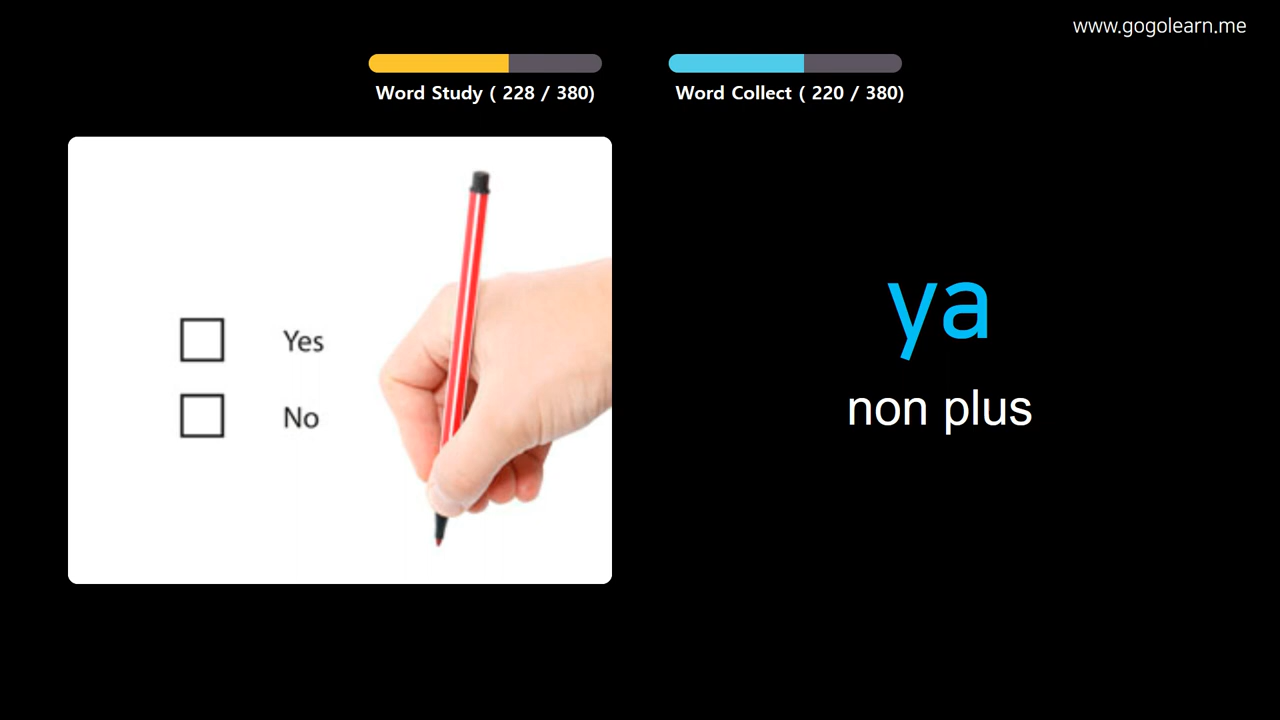 www.gogolearn.me
Word Study ( 228 / 380)
Word Collect ( 220 / 380)
Yes
No
ya
non plus